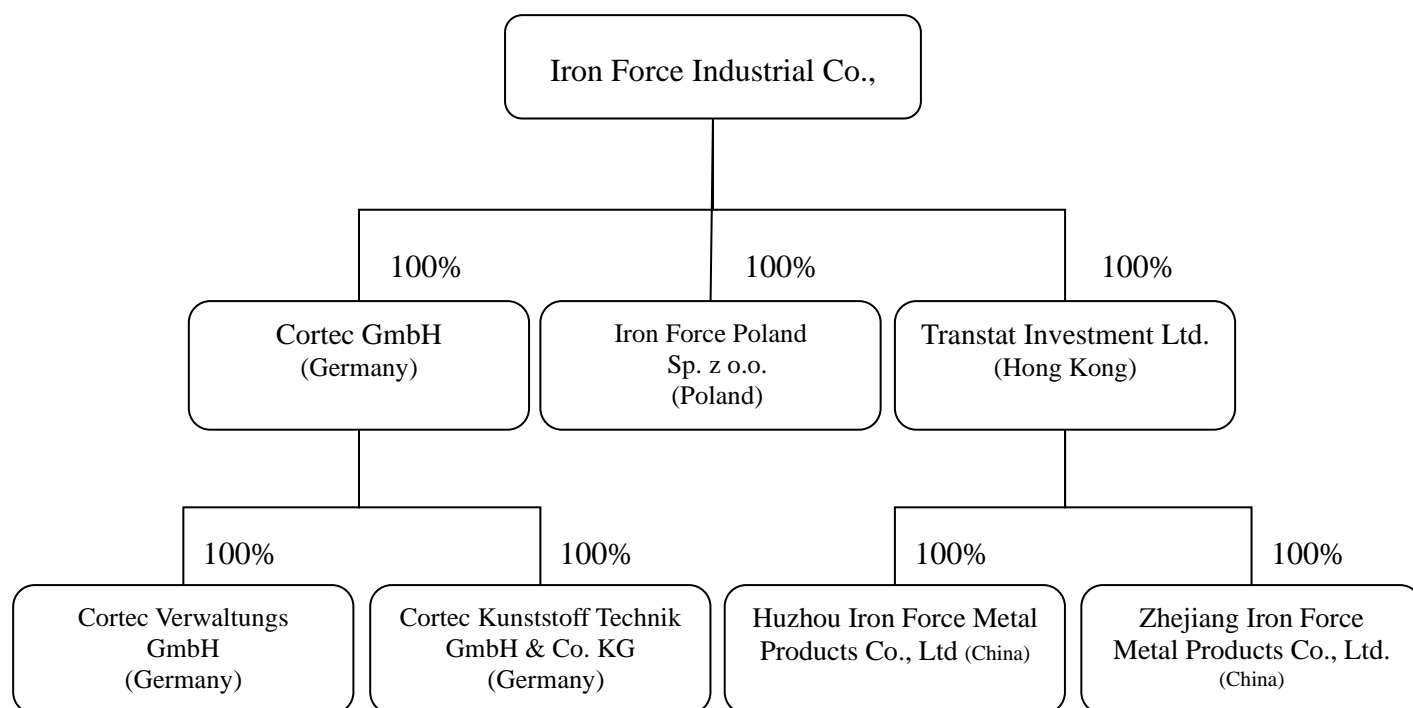 Iron Force Industrial Co.,
100%
100%
100%
Cortec GmbH
(Germany)
Iron Force Poland
Sp. z o.o.
(Poland)
Transtat Investment Ltd.
(Hong Kong)
100%
100%
100%
100%
Cortec Verwaltungs
GmbH
(Germany)
Cortec Kunststoff Technik
GmbH & Co. KG
(Germany)
Huzhou Iron Force Metal
Products Co., Ltd (China)
Zhejiang Iron Force
Metal Products Co., Ltd.
(China)